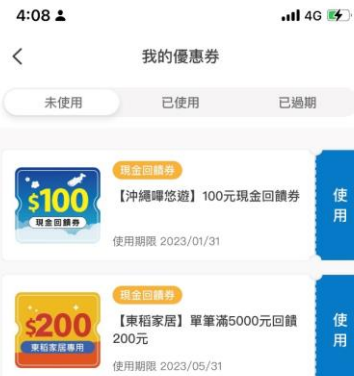 4:08
4G
我的優惠券
未使用 已使用 已過期
$100
現金回饋券
現金回饋券
【沖繩嗶悠遊】100元現金回饋券
使用期限 2023/01/31
使用
$200
東稻家居專用
現金回饋券
【東稻家居】單筆滿5000元回饋
200元
使用期限 2023/05/31
使用